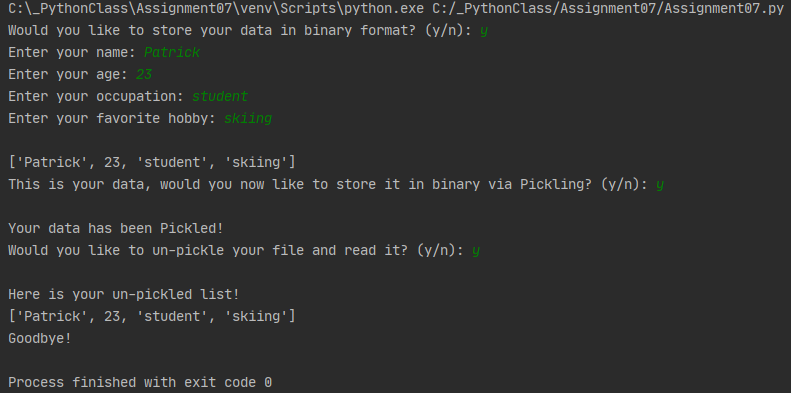 C:\_PythonClass\Assignment07\venv\Scripts\python.exe C:/_PythonClass/Assignment07/Assignment07.py
Would you like to store your data in binary format? (y/n): y
Enter your name: Patrick
Enter your age: 23
Enter your occupation: student
Enter your favorite hobby: skiing
['Patrick', 23, 'student', 'skiing']
This is your data, would you now like to store it in binary via Pickling? (y/n): y
Your data has been Pickled!
Would you like to un-pickle your file and read it? (y/n): y
Here is your un-pickled list!
['Patrick', 23, 'student', 'skiing']
Goodbye!
Process finished with exit code 0